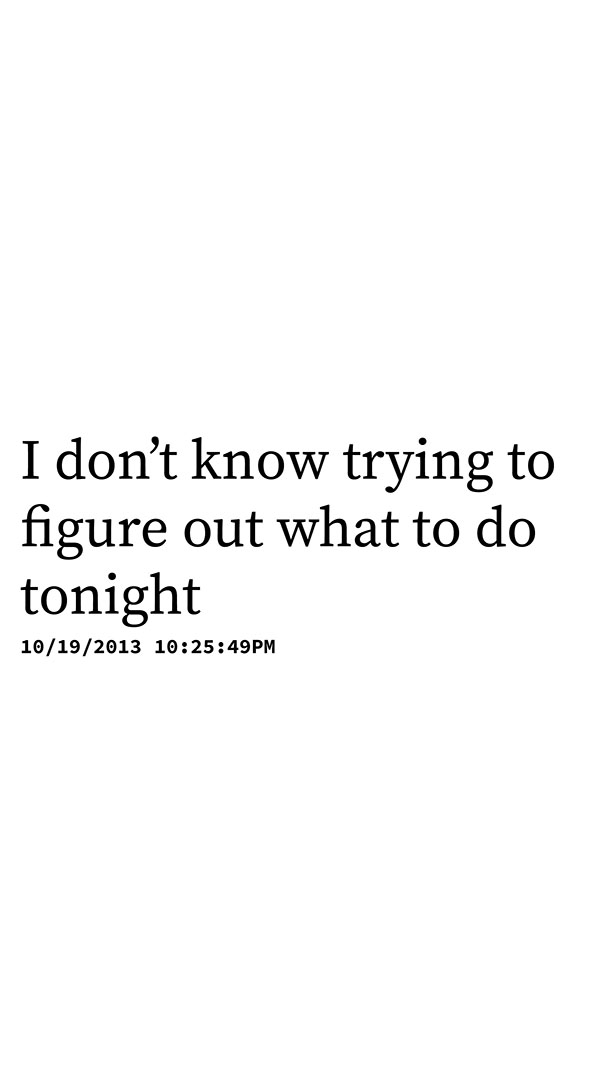 I don’t know trying to
figure out what to do
tonight
10/19/2013 10:25:49PM